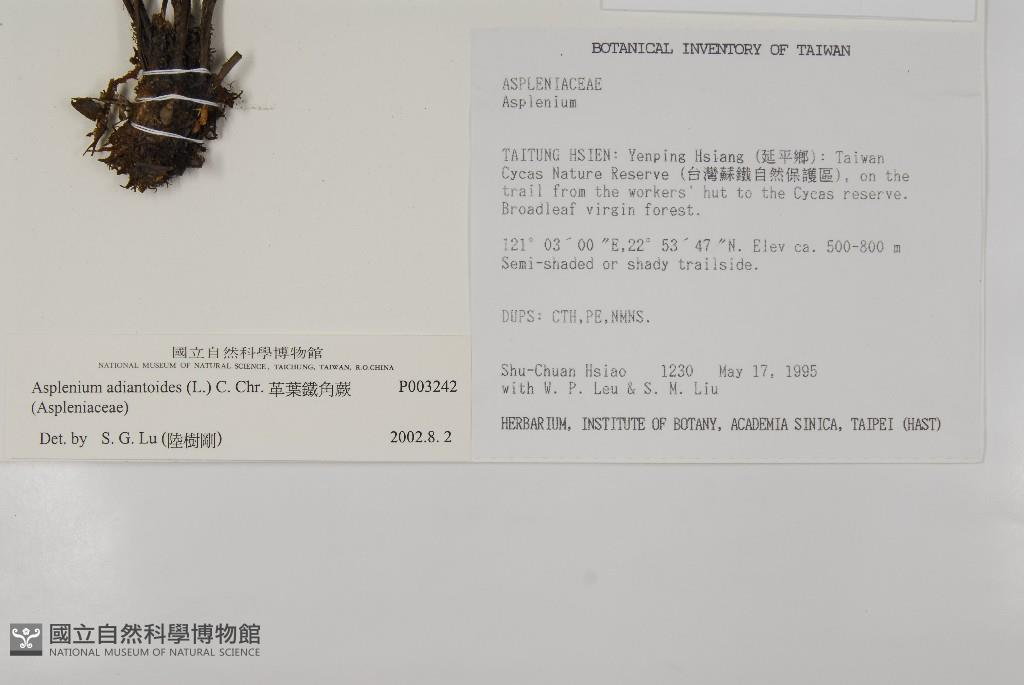 BOTANICAL INVENTORY OF TAIWAN
ASPLENIACEAE
Asplenium
TAITUNG HSIEN: Yenping Hsiang (延平鄉): Taiwan
Cycas Nature Reserve (台灣蘇鐵自然保護區), on the
trail from the workers' hut to the Cycas reserve.
Broadleaf virgin forest.
121° 03´00 "E,22° 53´47 "N. Elev ca. 500-800 m
Semi-shaded or shady trailside.
DUPS: CTH,PE,NMNS.
Shu-Chuan Hsiao 1230 May 17, 1995
with W. P. Leu & S. M. Liu
HERBARIUM, INSTITUTE OF BOTANY, ACADEMIA SINICA, TAIPEI (HAST)
國立自然科學博物館
NATIONAL MUSEUM OF NATURAL SCIENCE, TAICHUNG, TAIWAN, R.O.CHINA
Asplenium adiantoides (L.) C. Chr. 革葉鐵角蕨 P003242
(Aspleniaceae)
Det. by S. G. Lu (陸樹剛) 2002.8. 2
國立自然科學博物館
NATIONAL MUSEUM OF NATURAL SCIENCE